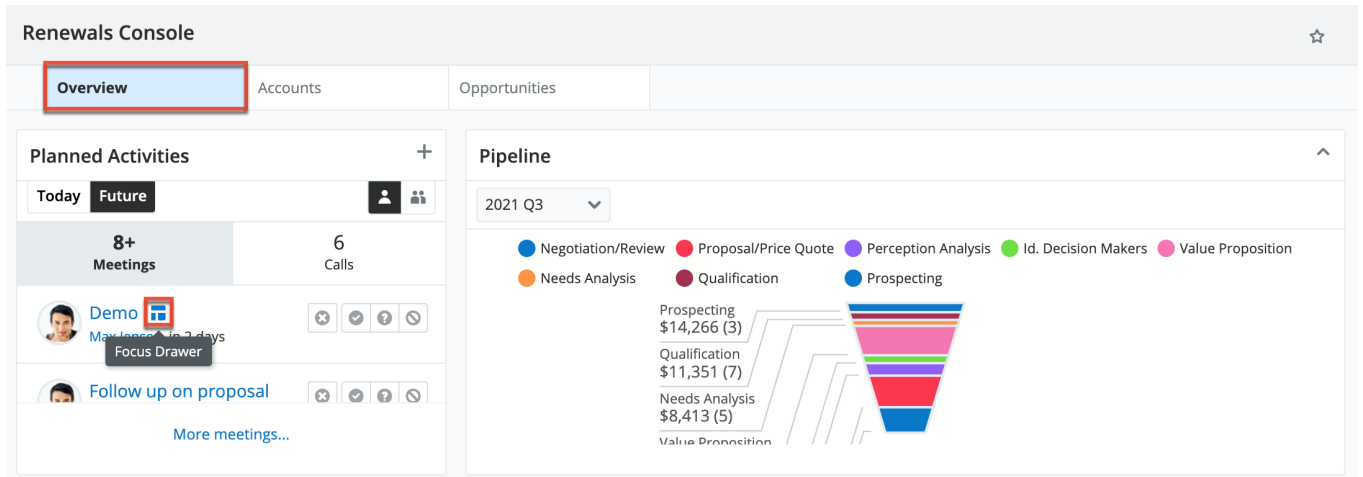 Renewals Console
Overview Accounts Opportunities
Planned Activities
Today Future
8+ 6
Meetings Calls
Demo
in 2 days
Focus Drawer
Follow up on proposal
More meetings...
Pipeline
2021 Q3
Negotiation/Review Proposal/Price Quote Perception Analysis Id. Decision Makers Value Proposition
Needs Analysis Qualification Prospecting
Prospecting
$14,266 (3)
Qualification
$11,351 (7)
Needs Analysis
$8,413 (5)
Value Proposition